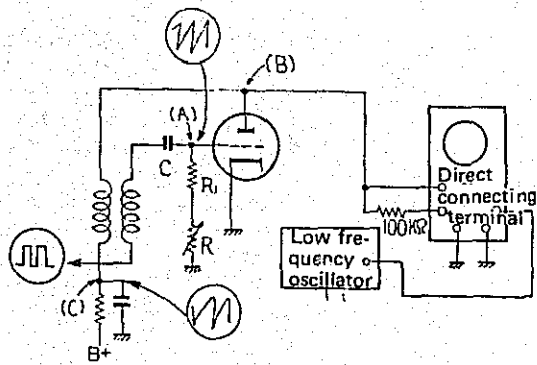 (B)
(A)
C
R₁
R
Direct
connecting
terminal
100KΩ
Low fre-
quency
oscillator
(C)
B+